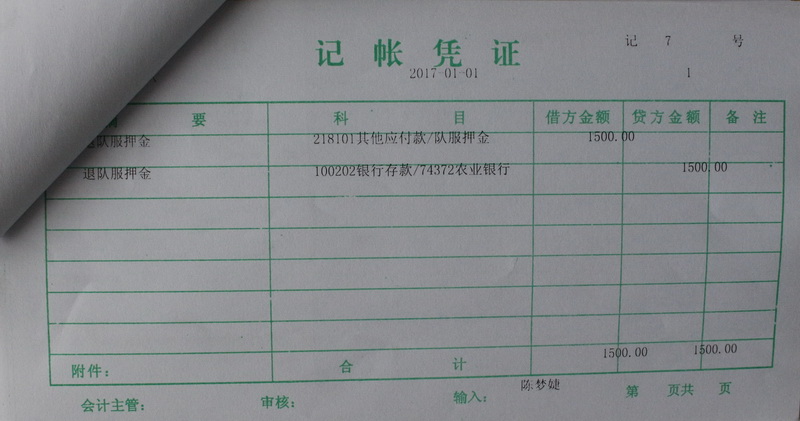 记 帐 凭 证
记 7 号
2017-01-01 1
要 科 目 借方金额 贷方金额 备 注
退队服押金 218101其他应付款/队服押金 1500.00
退队服押金 100202银行存款/74372农业银行 1500.00
附件： 合 计 1500.00 1500.00
会计主管： 审核： 输入： 陈梦婕 第 页共 页